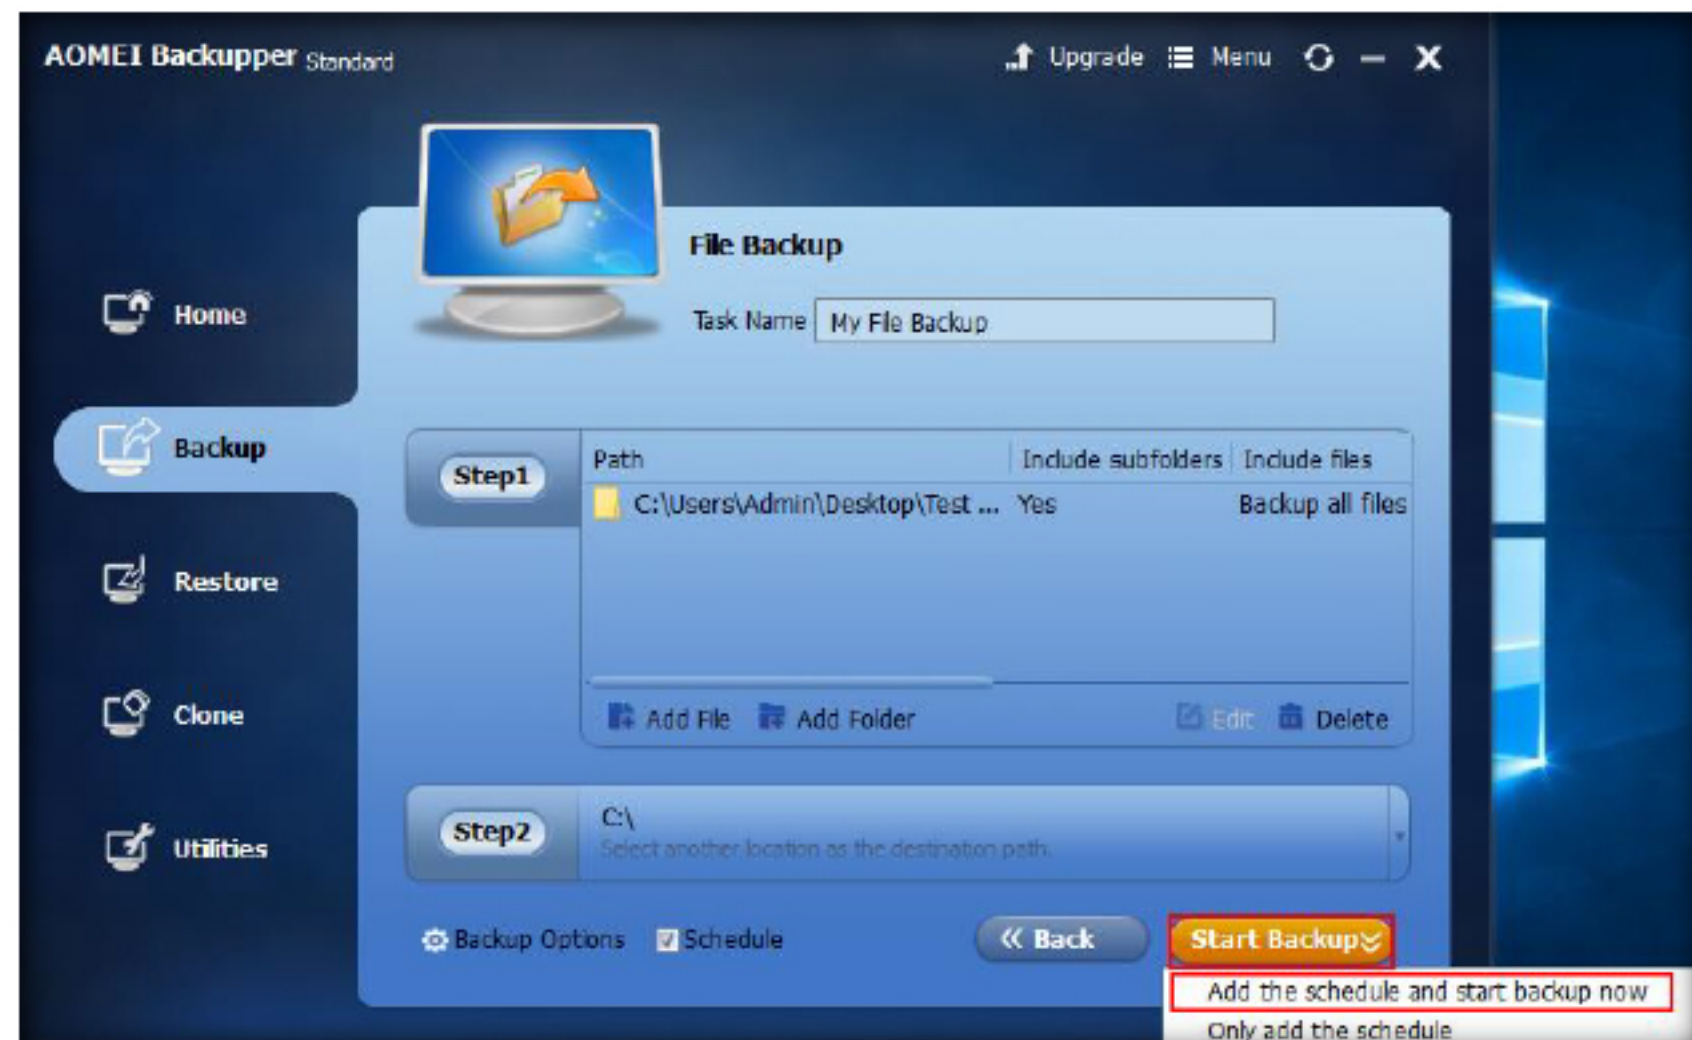 AOMEI Backupper Standard
Upgrade Menu
File Backup
Task Name My File Backup
Home
Backup
Restore
Clone
Utilities
Step1
Path Include subfolders Include files
C:\Users\Admin\Desktop\Test ... Yes Backup all files
Add File Add Folder Edit Delete
Step2
C:\
Select another location as the destination path.
Backup Options Schedule Back Start Backup
Add the schedule and start backup now
Only add the schedule